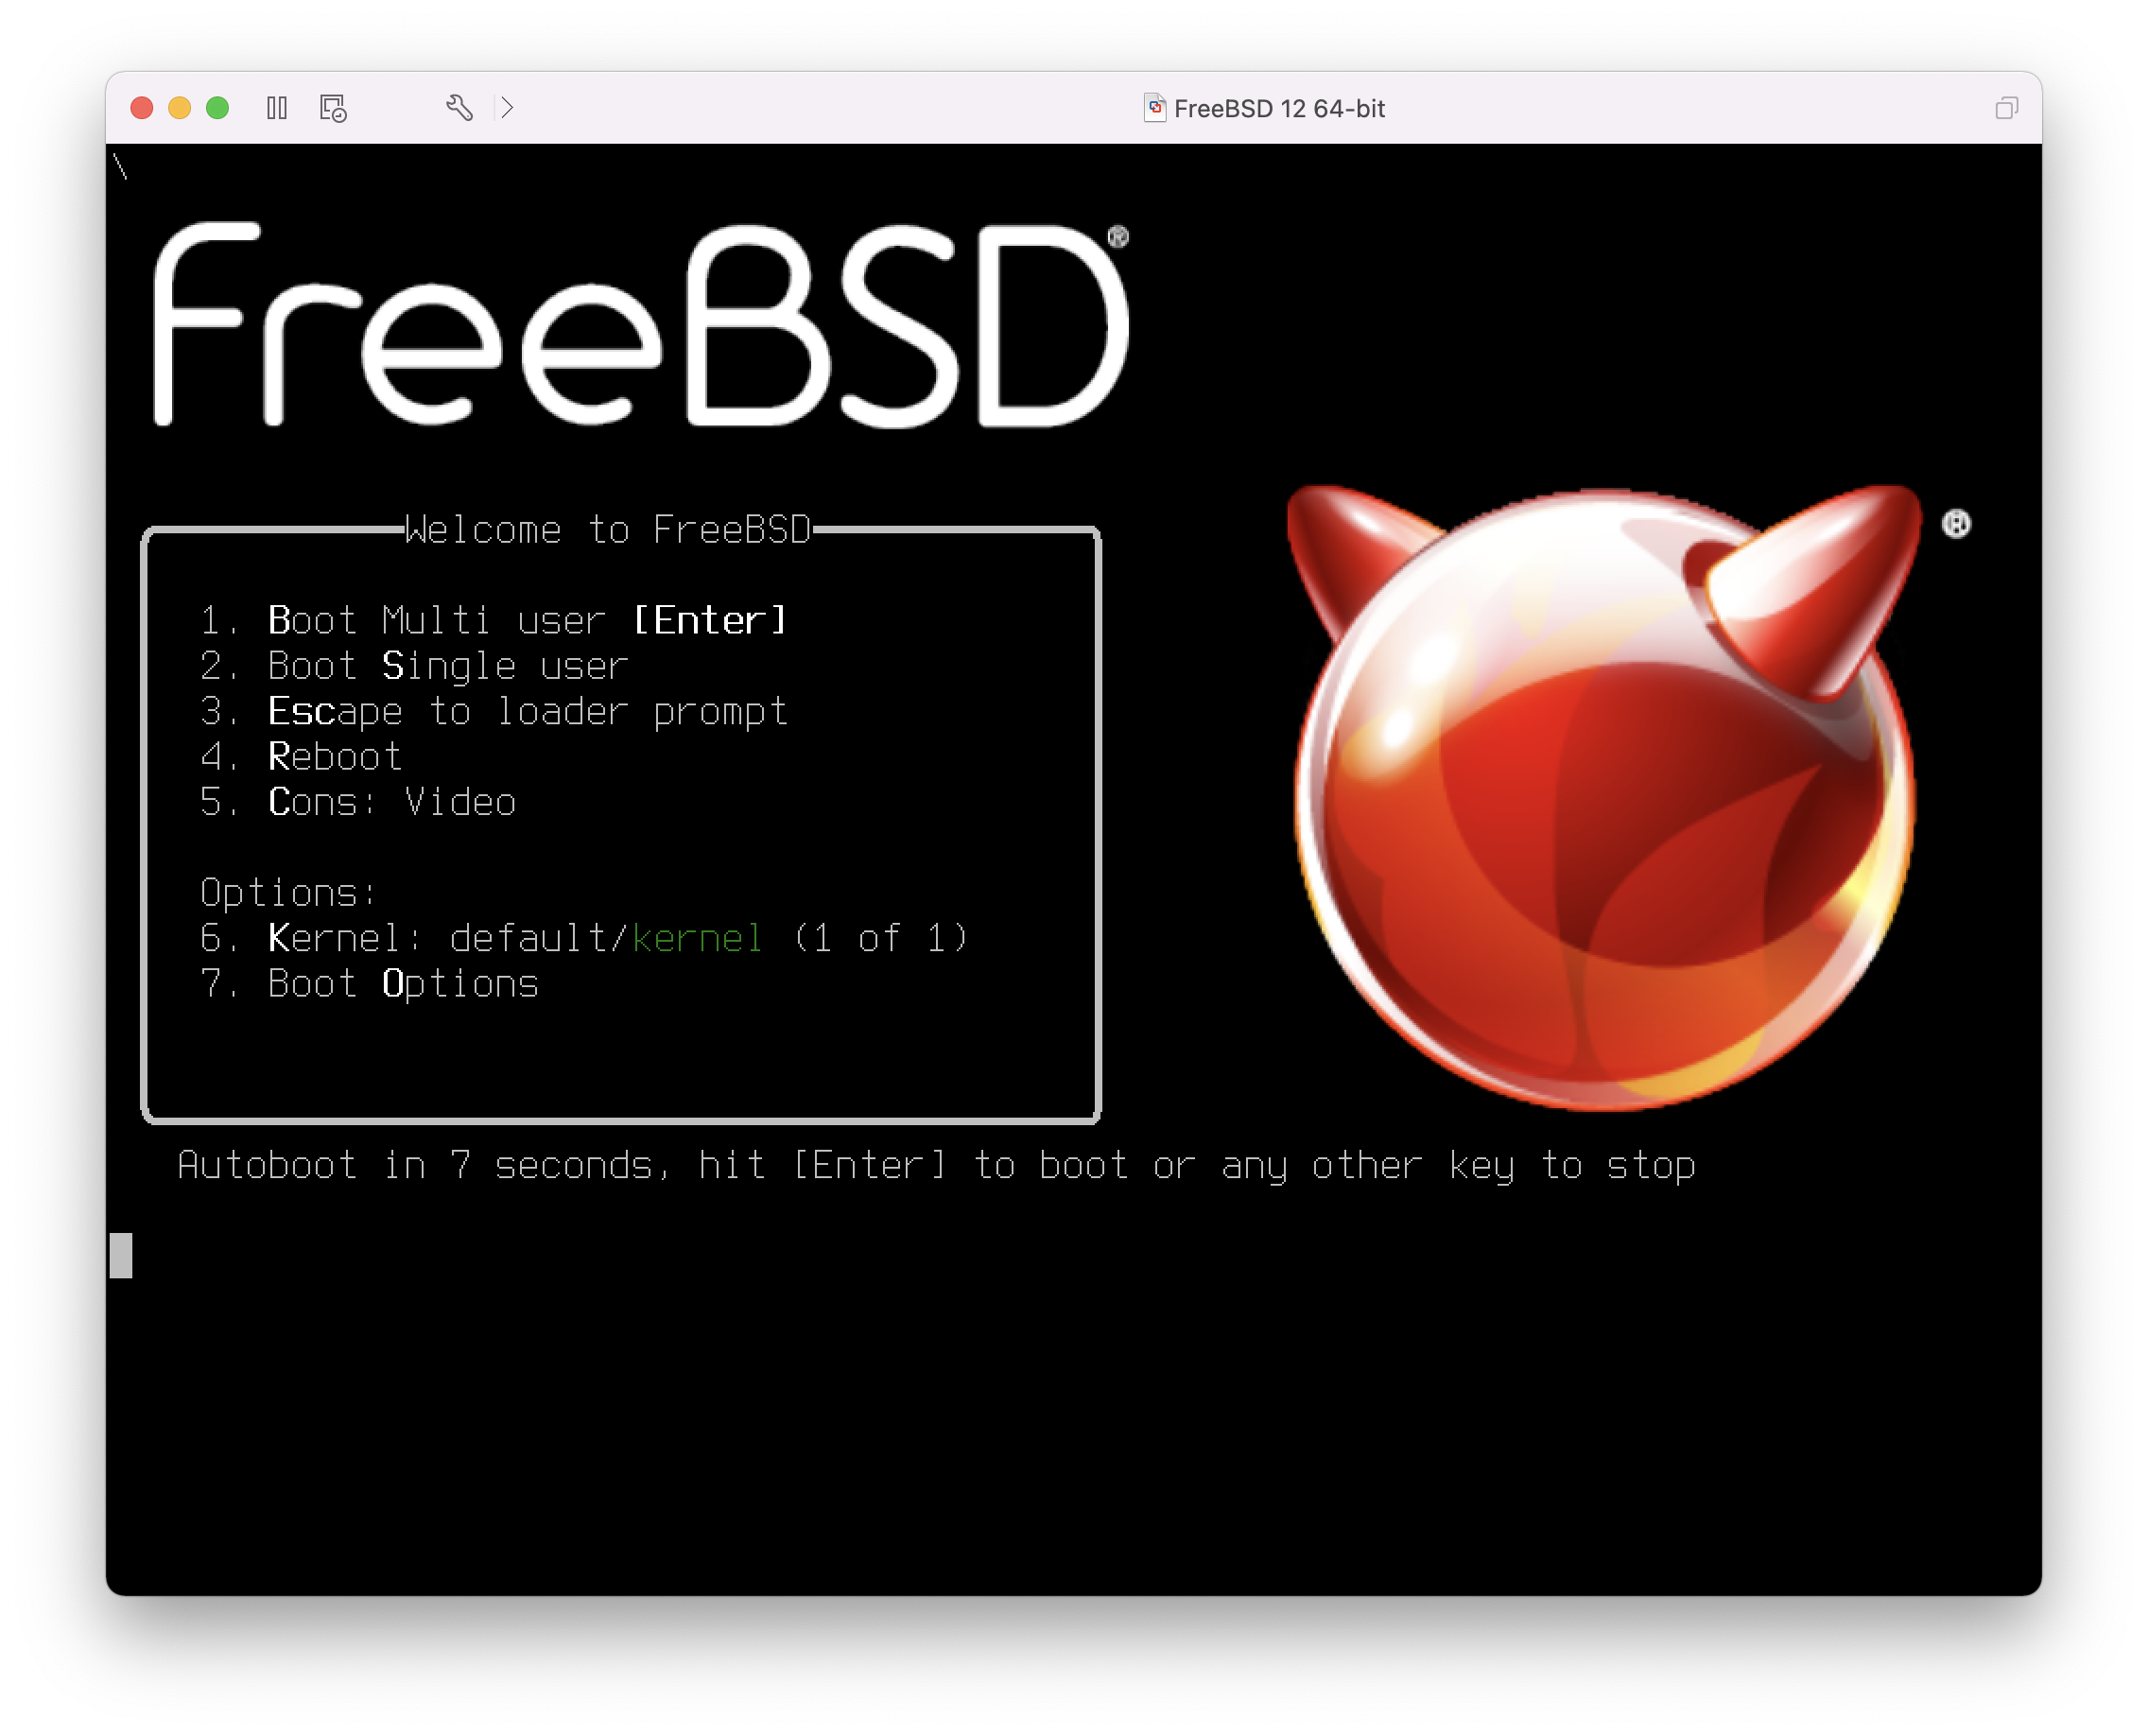 FreeBSD 12 64-bit
\
FreeBSD®
Welcome to FreeBSD
®
1. Boot Multi user [Enter]
2. Boot Single user
3. Escape to loader prompt
4. Reboot
5. Cons: Video
Options:
6. Kernel: default/kernel (1 of 1)
7. Boot Options
Autoboot in 7 seconds, hit [Enter] to boot or any other key to stop